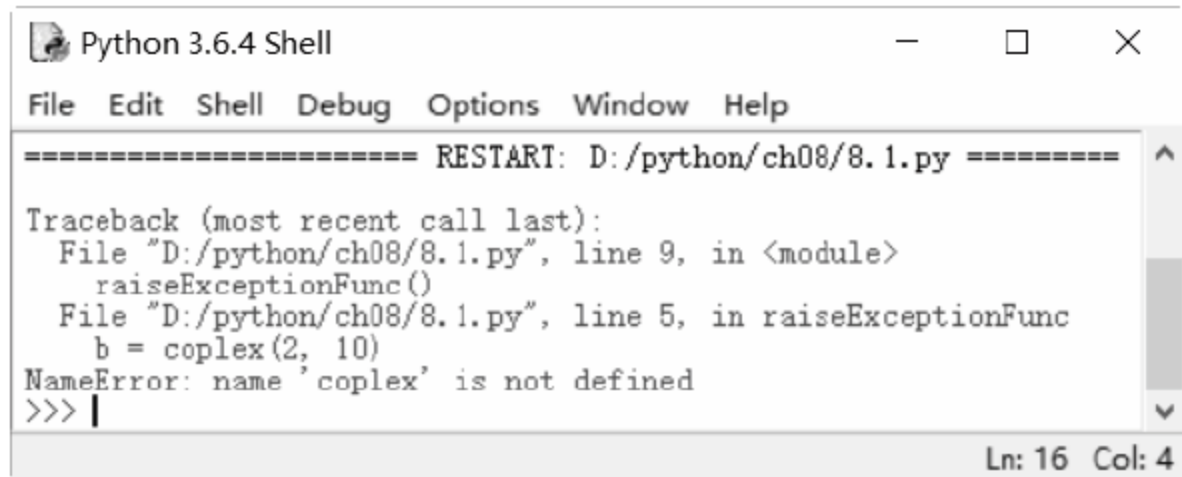 Python 3.6.4 Shell
File Edit Shell Debug Options Window Help
======================= RESTART: D:/python/ch08/8.1.py =========
Traceback (most recent call last):
  File "D:/python/ch08/8.1.py", line 9, in <module>
    raiseExceptionFunc()
  File "D:/python/ch08/8.1.py", line 5, in raiseExceptionFunc
    b = coplex(2, 10)
NameError: name 'coplex' is not defined
>>>
Ln: 16 Col: 4